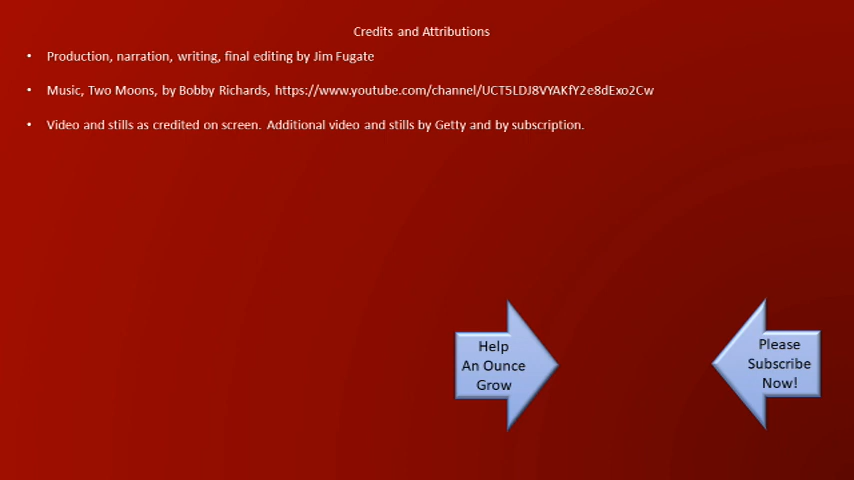 Credits and Attributions
• Production, narration, writing, final editing by Jim Fugate
• Music, Two Moons, by Bobby Richards, https://www.youtube.com/channel/UCT5LDJ8VYAKfY2e8dExo2Cw
• Video and stills as credited on screen. Additional video and stills by Getty and by subscription.
Help
An Ounce
Grow
Please
Subscribe
Now!